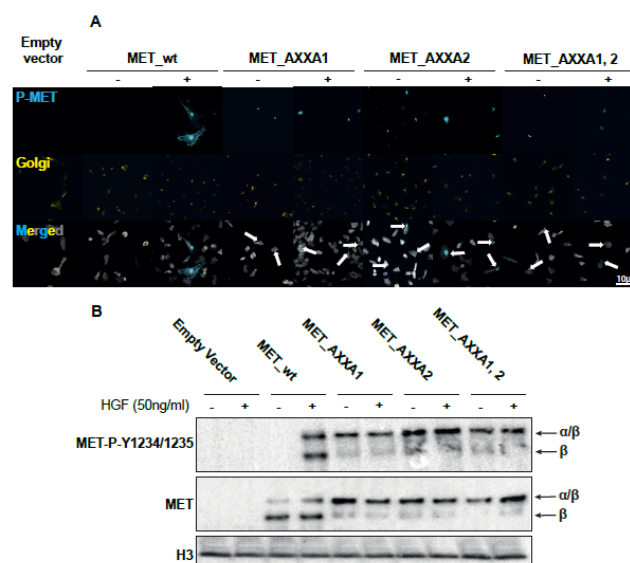 A
Empty vector
MET_wt MET_AXXA1 MET_AXXA2 MET_AXXA1, 2
- + - + - + - +
P-MET
Golgi
Merged
10µ
B
Empty Vector MET_wt MET_AXXA1 MET_AXXA2 MET_AXXA1, 2
HGF (50ng/ml) - + - + - + - + - +
MET-P-Y1234/1235 α/β
β
MET α/β
β
H3